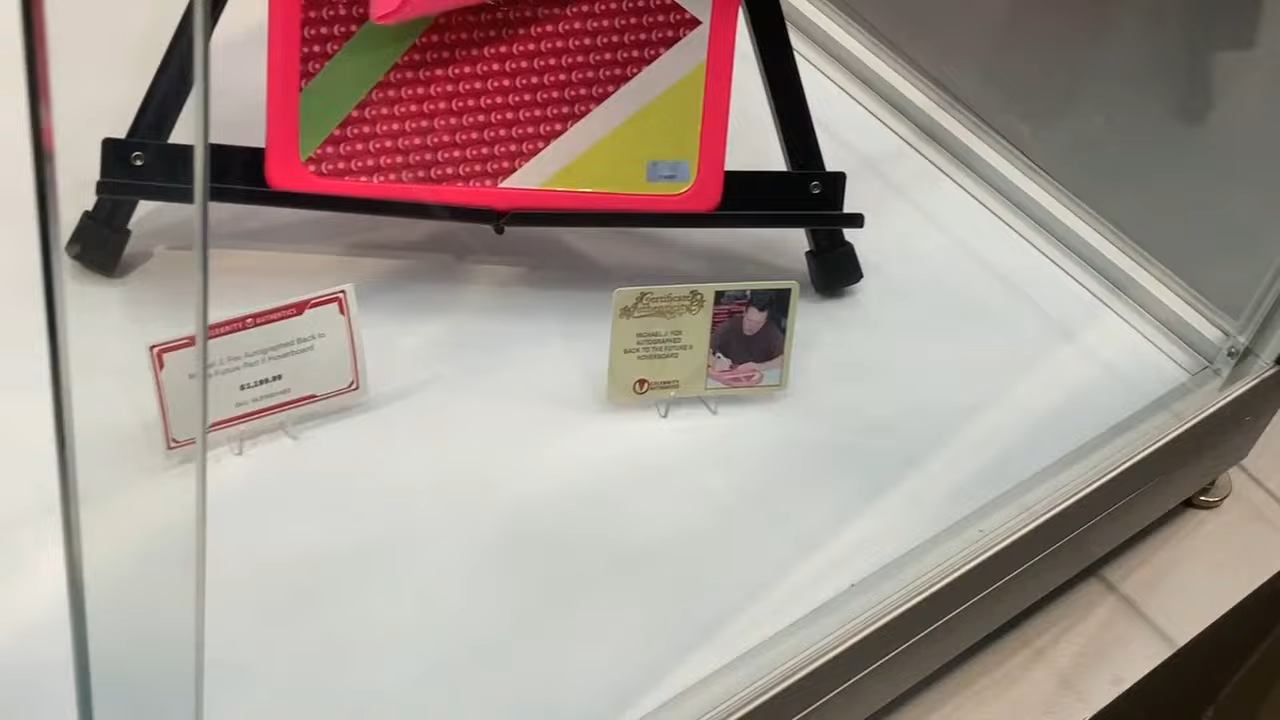 CELEBRITY AUTHENTICS
J. Fox Autographed Back to
Future Part II Hoverboard
$1,199.99
Certificate
of Authenticity
MICHAEL J. FOX
AUTOGRAPHED
BACK TO THE FUTURE II
HOVERBOARD
CELEBRITY
AUTHENTICS